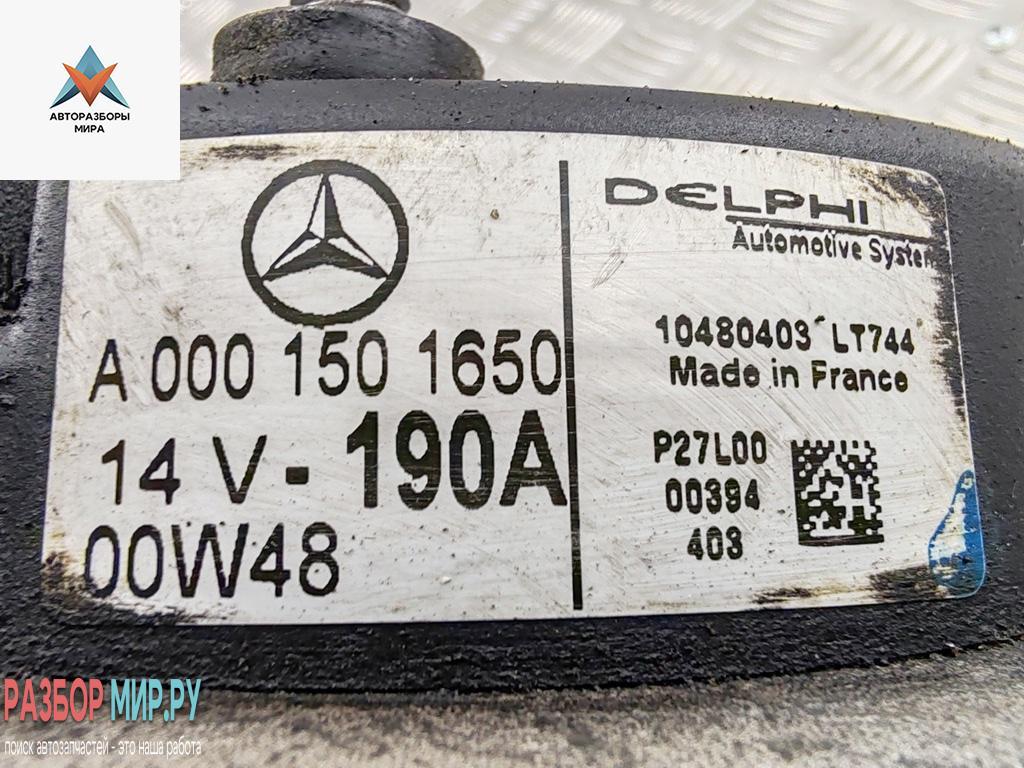 АВТОРАЗБОРЫ
МИРА
A 000 150 1650
14 V - 190A
00W48
DELPHI
Automotive System
10480403 LT744
Made in France
P27L00
00394
403
РАЗБОР МИР.РУ
поиск автозапчастей - это наша работа